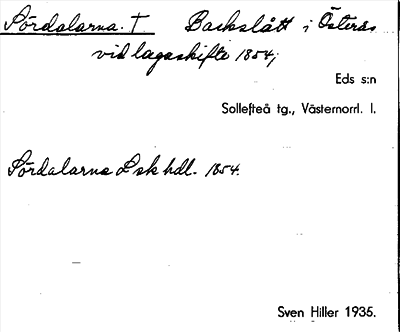 Sördalarna. T. Backslått i Österås
vid lagaskifte 1854;
Eds s:n
Sollefteå tg., Västernorrl. l.
Sördalarna Lsk hdl. 1854.
Sven Hiller 1935.